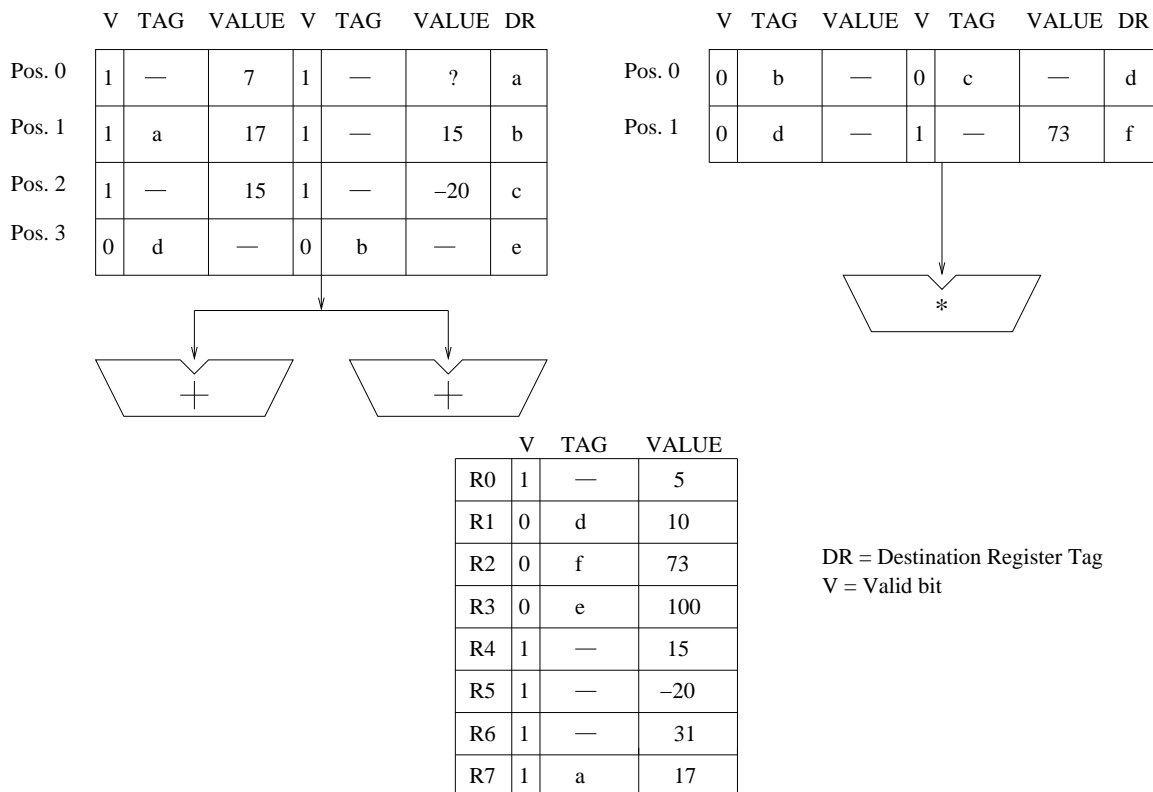 V TAG VALUE V TAG VALUE DR
Pos. 0 1 — 7 1 — ? a
Pos. 1 1 a 17 1 — 15 b
Pos. 2 1 — 15 1 — –20 c
Pos. 3 0 d — 0 b — e
+ +
V TAG VALUE V TAG VALUE DR
Pos. 0 0 b — 0 c — d
Pos. 1 0 d — 1 — 73 f
*
V TAG VALUE
R0 1 — 5
R1 0 d 10
R2 0 f 73
R3 0 e 100
R4 1 — 15
R5 1 — –20
R6 1 — 31
R7 1 a 17
DR = Destination Register Tag
V = Valid bit